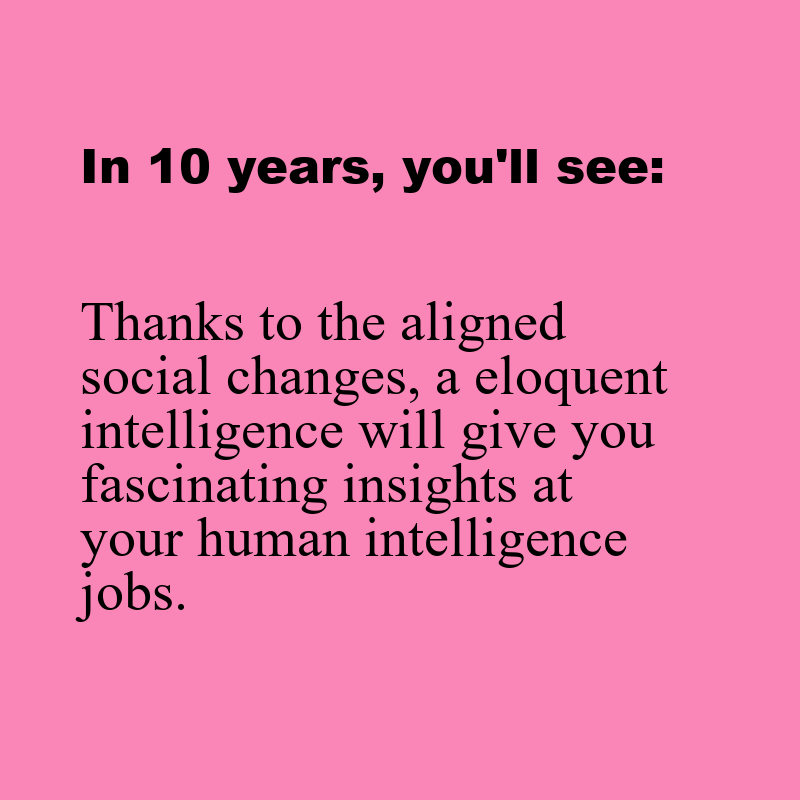 In 10 years, you'll see:
Thanks to the aligned
social changes, a eloquent
intelligence will give you
fascinating insights at
your human intelligence
jobs.